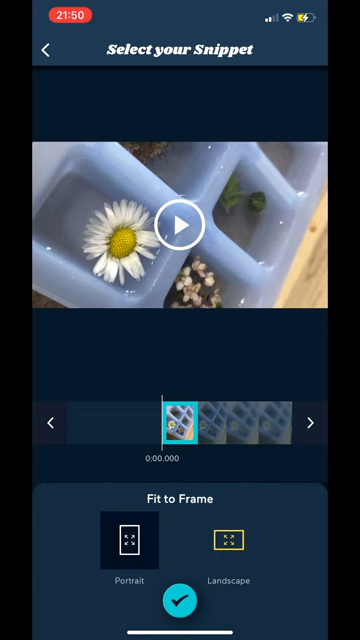 21:50
Select your Snippet
0:00.000
Fit to Frame
Portrait
Landscape